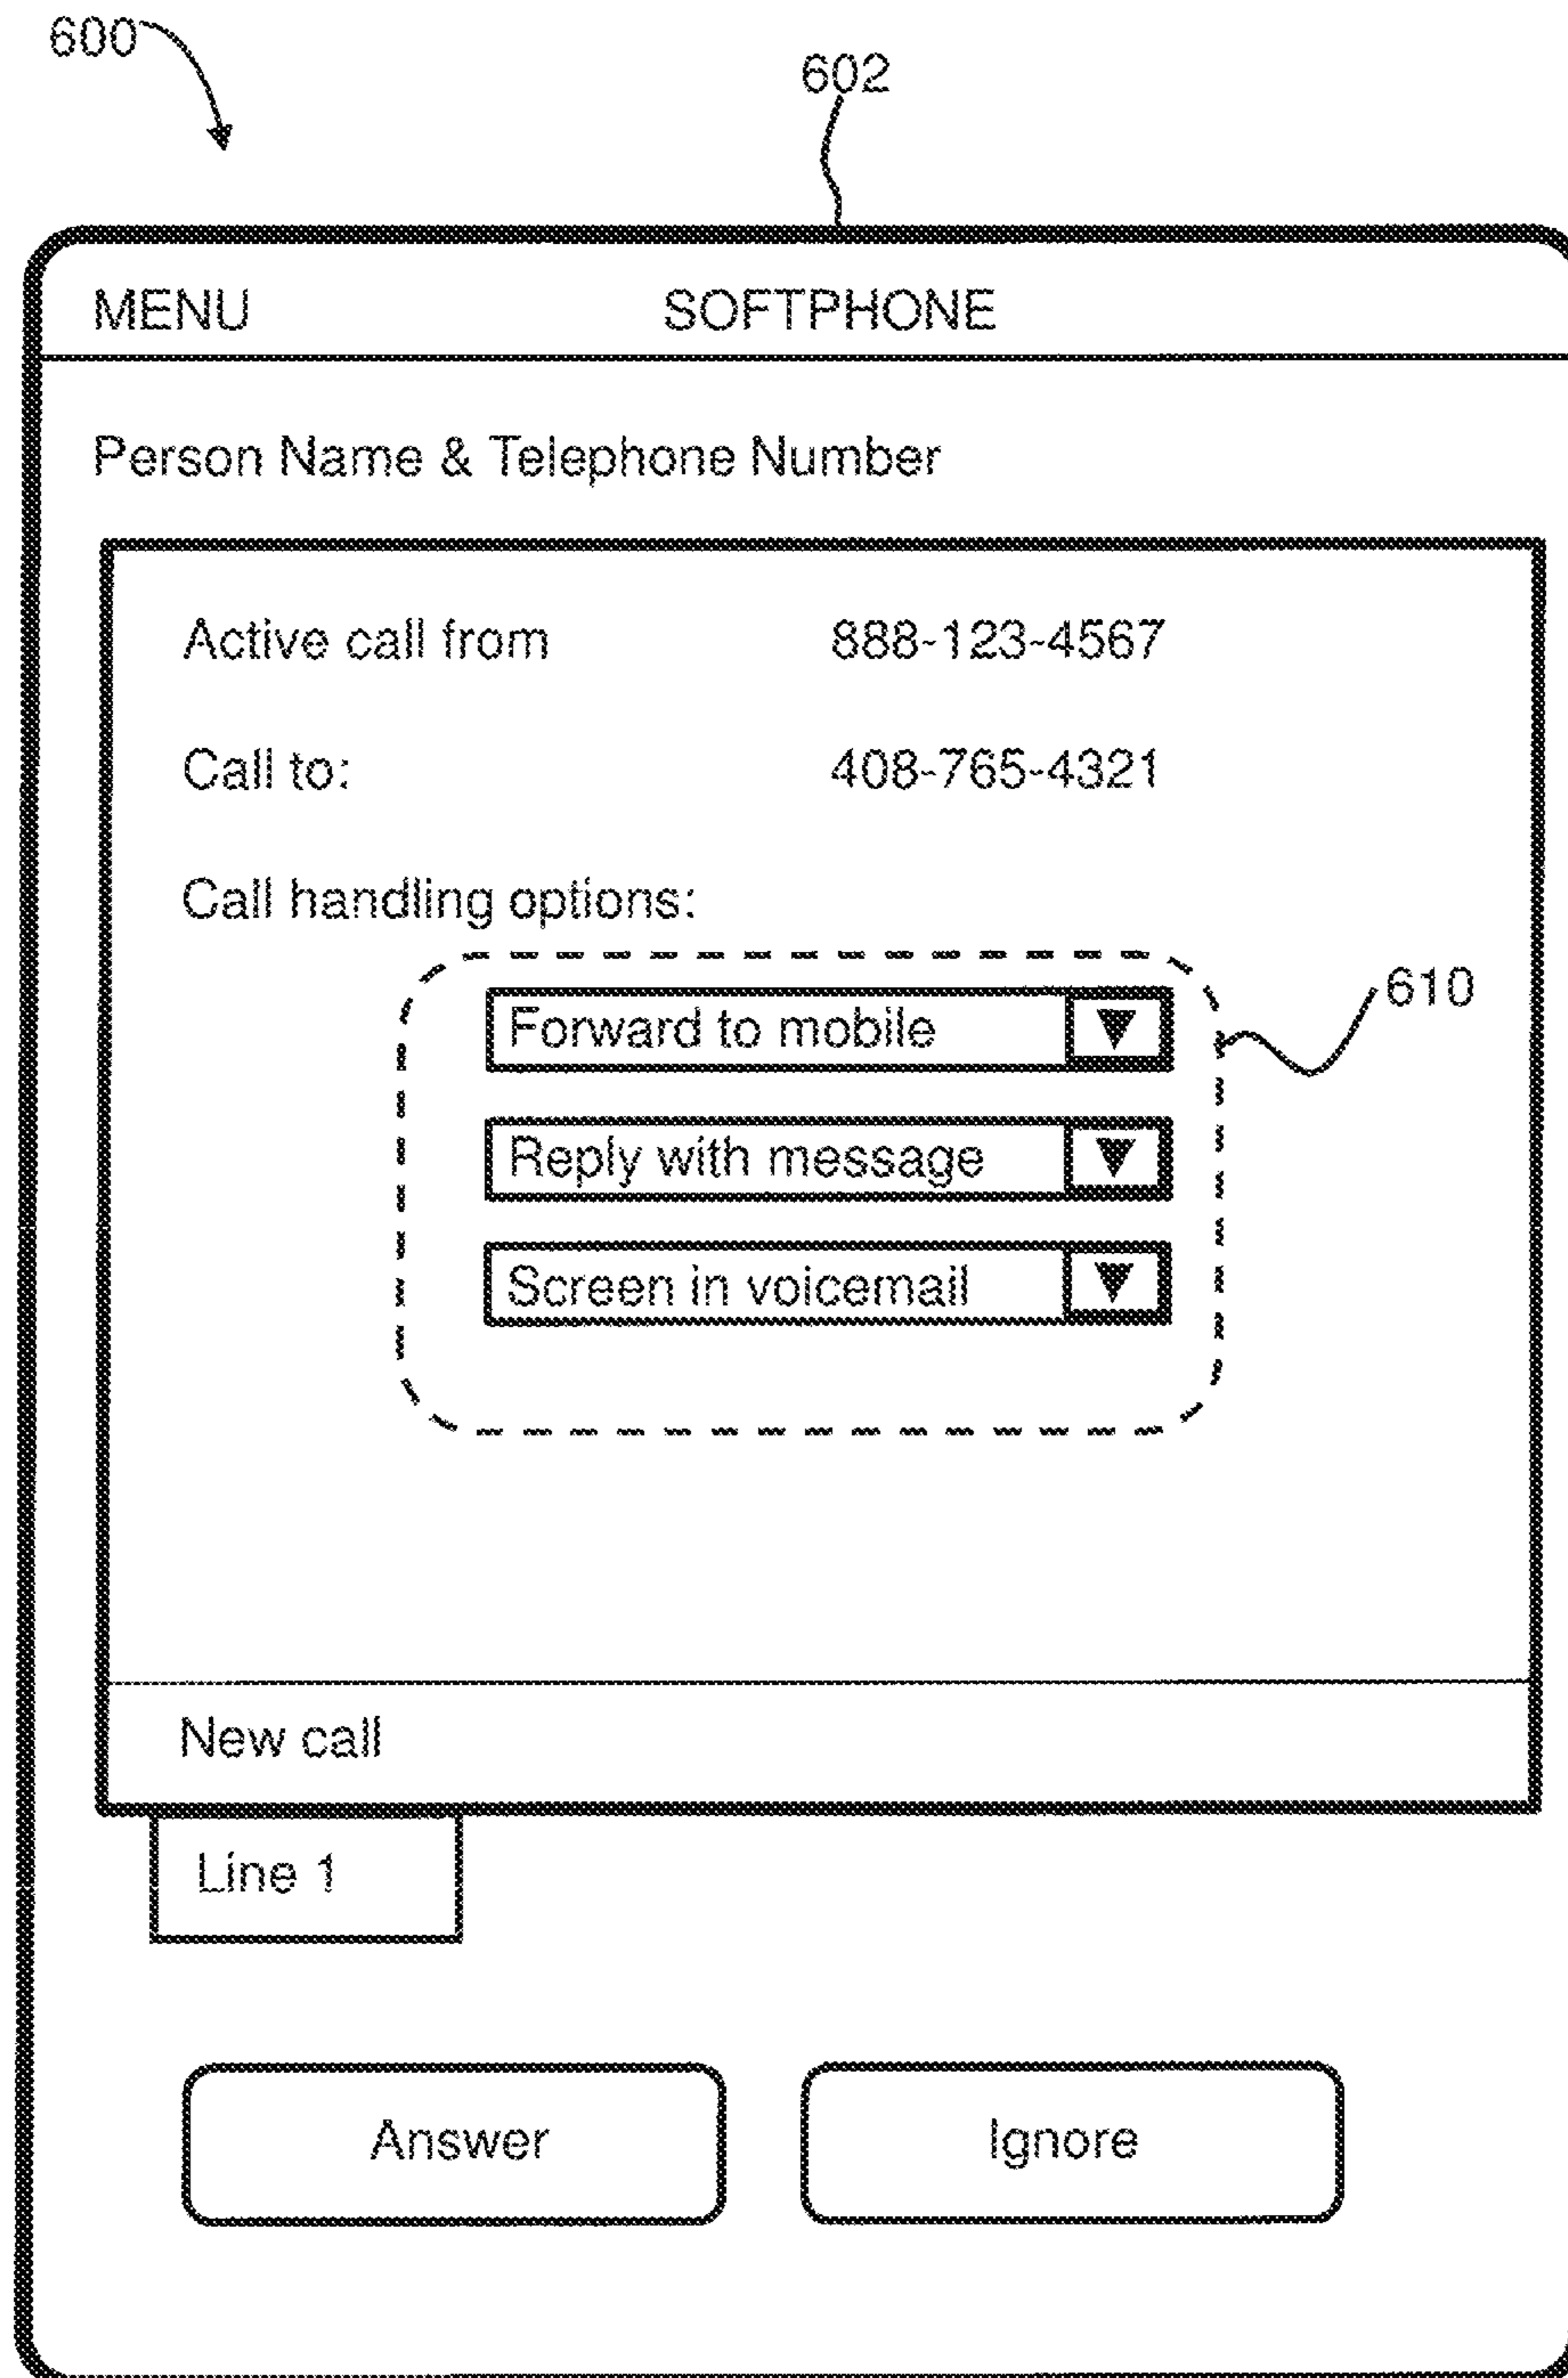 600
602
MENU SOFTPHONE
Person Name & Telephone Number
Active call from 888-123-4567
Call to: 408-765-4321
Call handling options:
Forward to mobile
610
Reply with message
Screen in voicemail
New call
Line 1
Answer Ignore